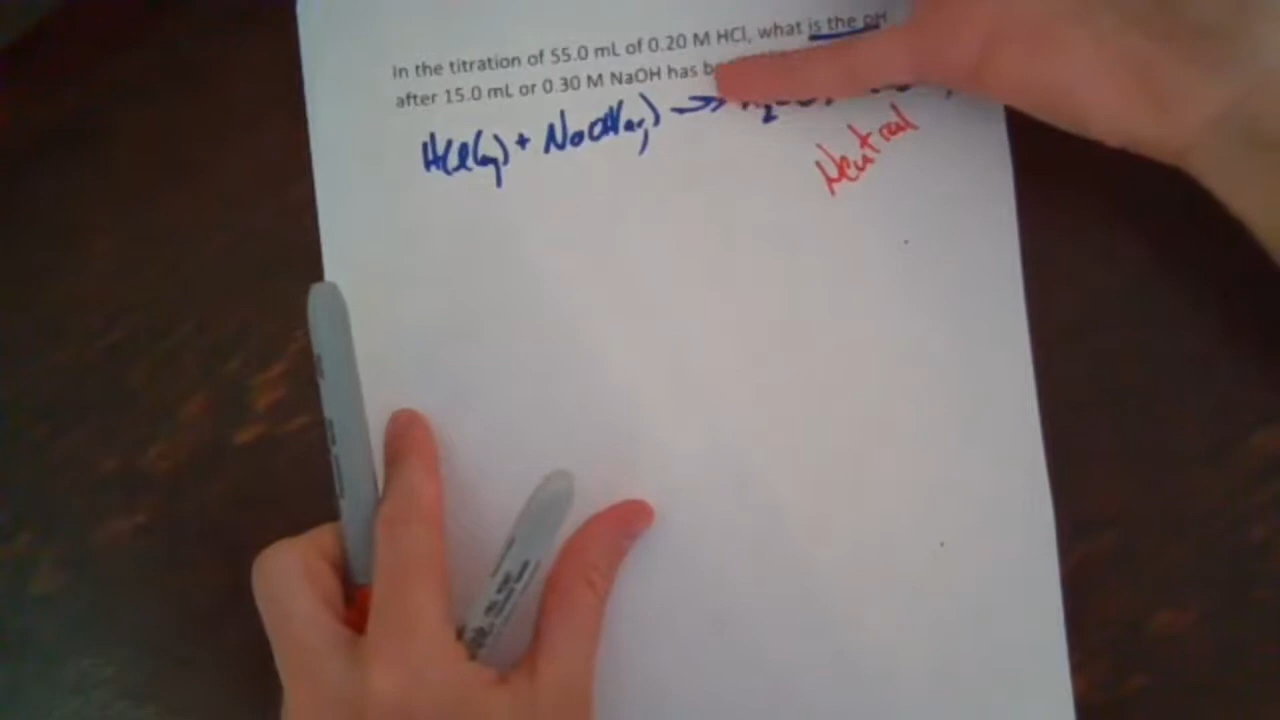 In the titration of 55.0 mL of 0.20 M HCl, what is the pH
after 15.0 mL or 0.30 M NaOH has
HCl(aq) + NaOH(aq) →
Neutral